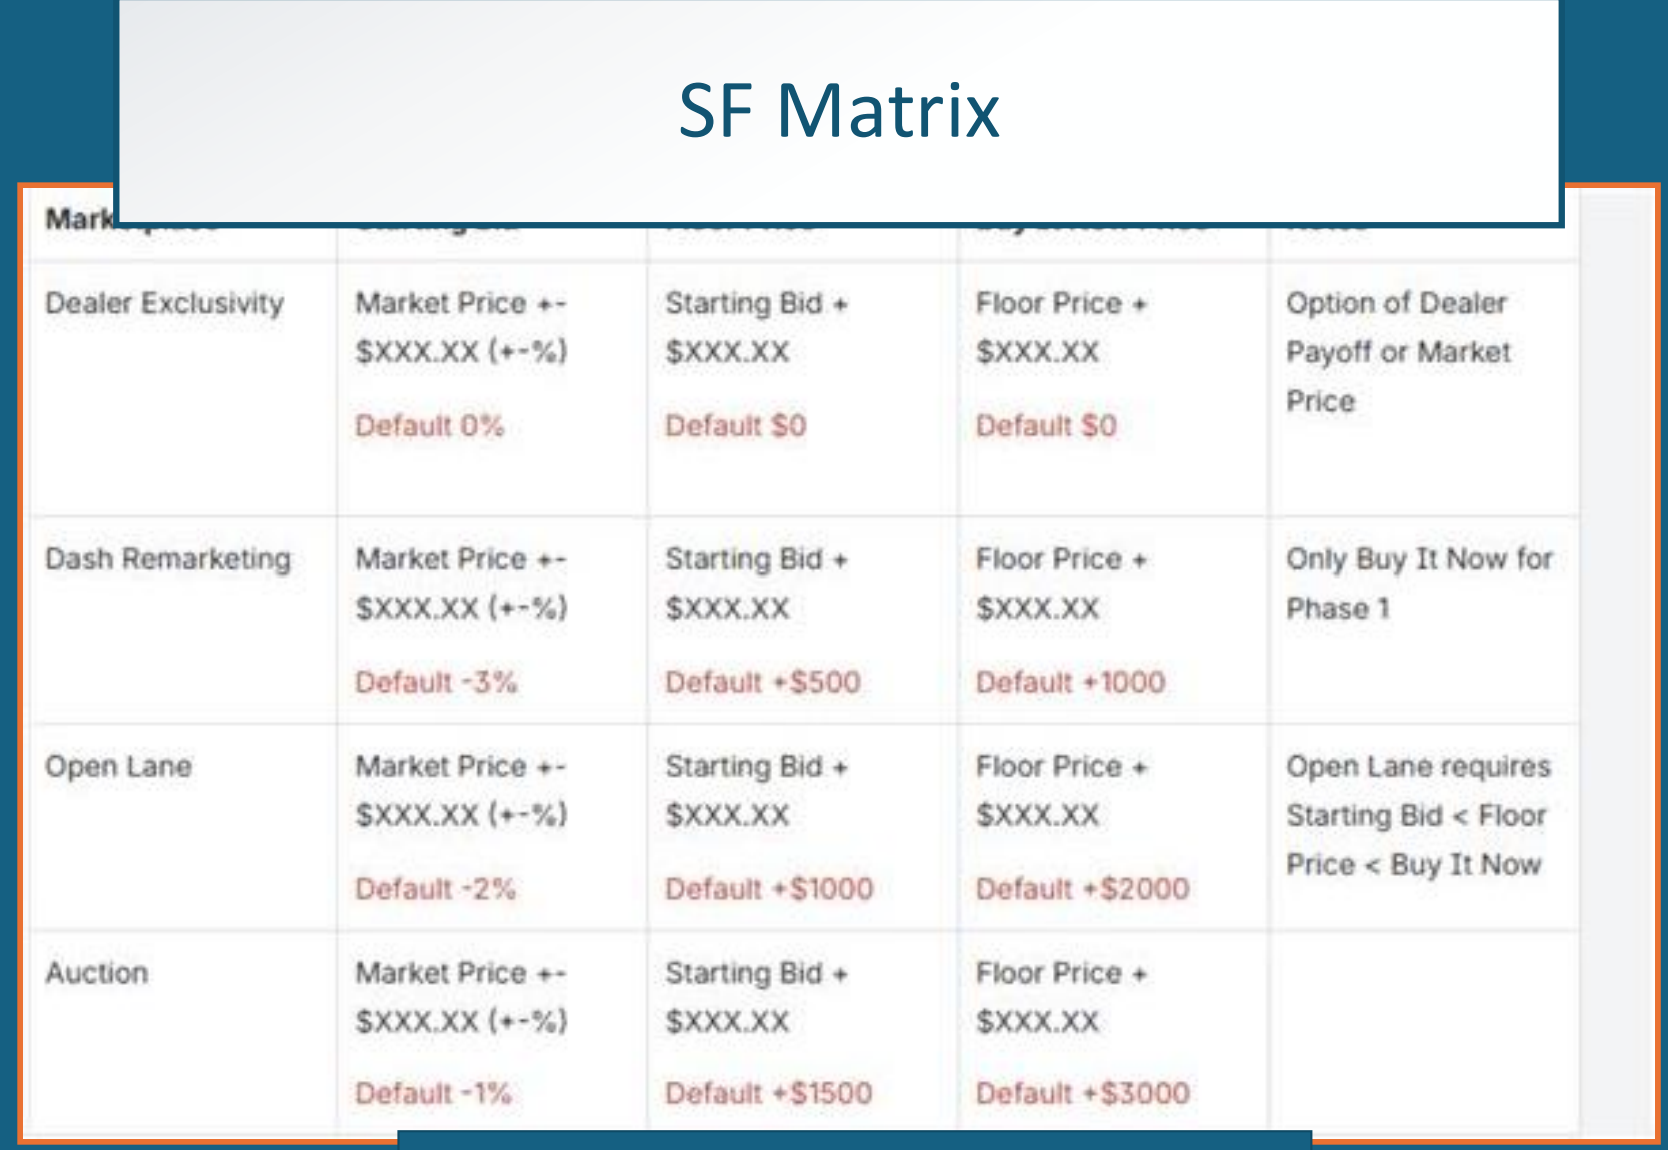 SF Matrix
Mark
Dealer Exclusivity
Market Price +-
$XXX.XX (+-%)
Default 0%
Starting Bid +
$XXX.XX
Default $0
Floor Price +
$XXX.XX
Default $0
Option of Dealer
Payoff or Market
Price
Dash Remarketing
Market Price +-
$XXX.XX (+-%)
Default -3%
Starting Bid +
$XXX.XX
Default +$500
Floor Price +
$XXX.XX
Default +1000
Only Buy It Now for
Phase 1
Open Lane
Market Price +-
$XXX.XX (+-%)
Default -2%
Starting Bid +
$XXX.XX
Default +$1000
Floor Price +
$XXX.XX
Default +$2000
Open Lane requires
Starting Bid < Floor
Price < Buy It Now
Auction
Market Price +-
$XXX.XX (+-%)
Default -1%
Starting Bid +
$XXX.XX
Default +$1500
Floor Price +
$XXX.XX
Default +$3000